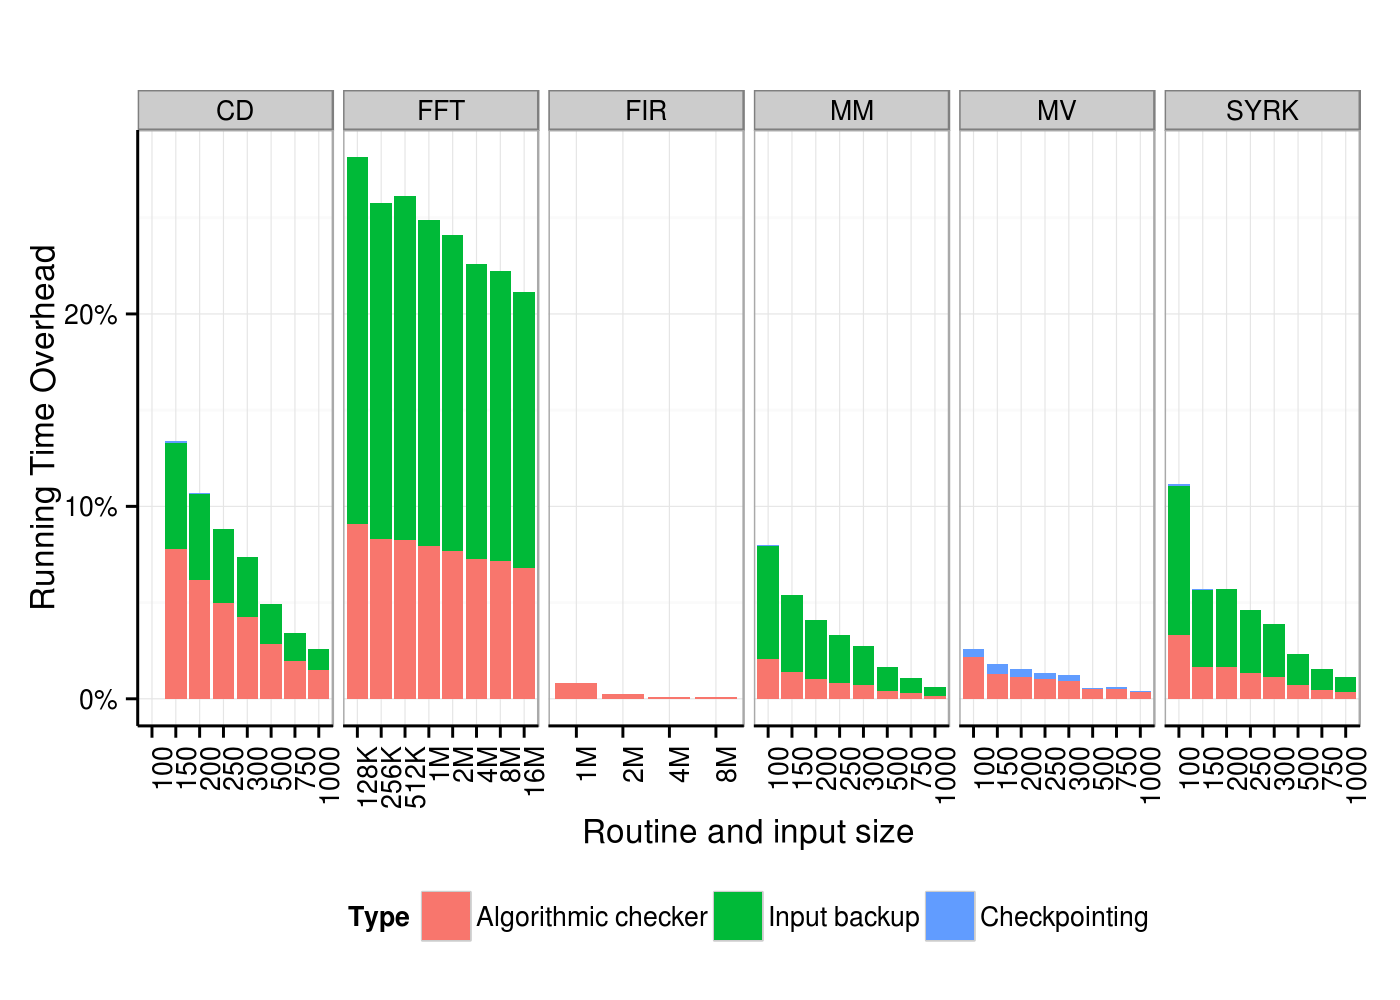 CD FFT FIR MM MV SYRK
Running Time Overhead
20%
10%
0%
100 150 200 250 300 500 750 1000 128K 256K 512K 1M 2M 4M 8M 16M 1M 2M 4M 8M 100 150 200 250 300 500 750 1000 100 150 200 250 300 500 750 1000 100 150 200 250 300 500 750 1000
Routine and input size
Type Algorithmic checker Input backup Checkpointing